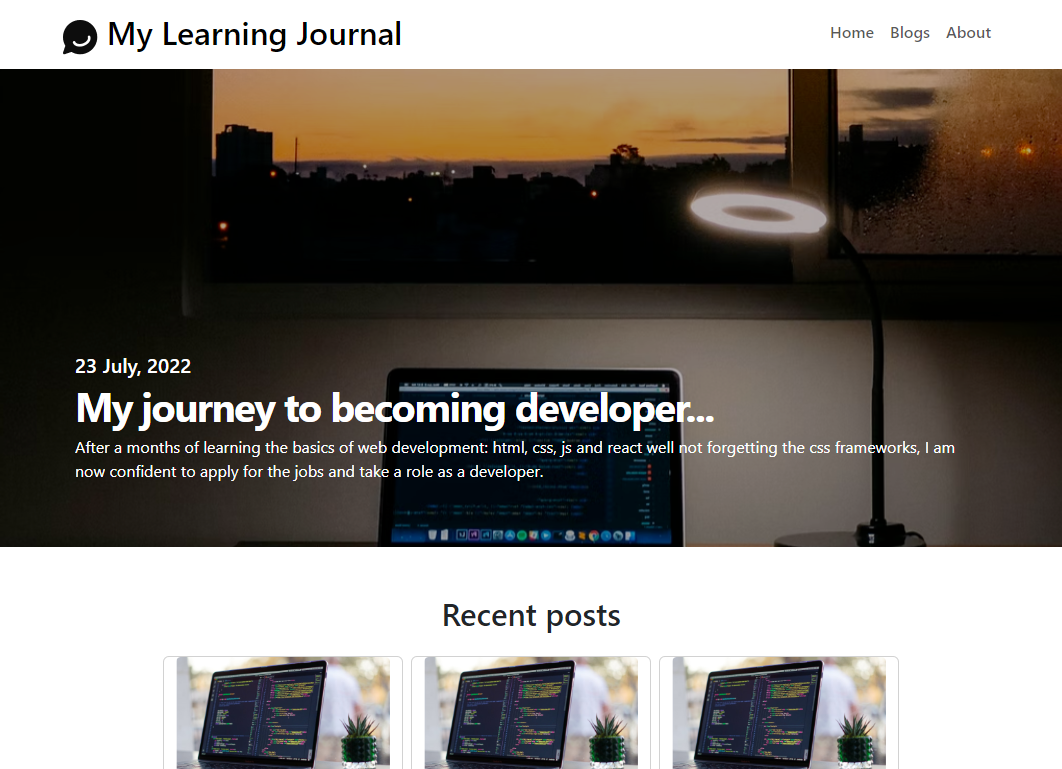 My Learning Journal
Home Blogs About
23 July, 2022
My journey to becoming developer...
After a months of learning the basics of web development: html, css, js and react well not forgetting the css frameworks, I am
now confident to apply for the jobs and take a role as a developer.
Recent posts